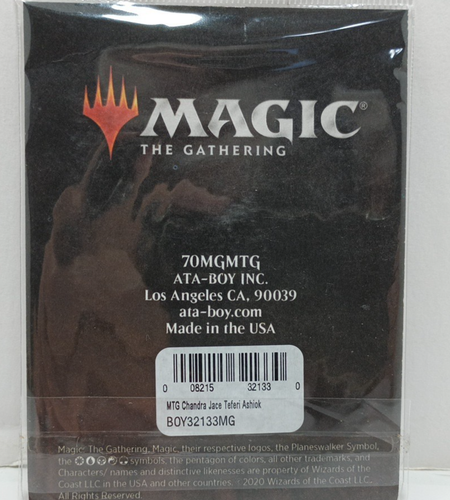 MAGIC®
THE GATHERING
70MGMTG
ATA-BOY INC.
Los Angeles CA, 90039
ata-boy.com
Made in the USA
0 08215 32133 0
MTG Chandra Jace Teferi Ashiok
BOY32133MG
Magic: The Gathering, Magic, their respective logos, the Planeswalker Symbol,
the symbols, the pentagon of colors, all other trademarks, and
Characters' names and distinctive likenesses are property of Wizards of the
Coast LLC in the USA and other countries. ©2020 Wizards of the Coast LLC.
All Rights Reserved.